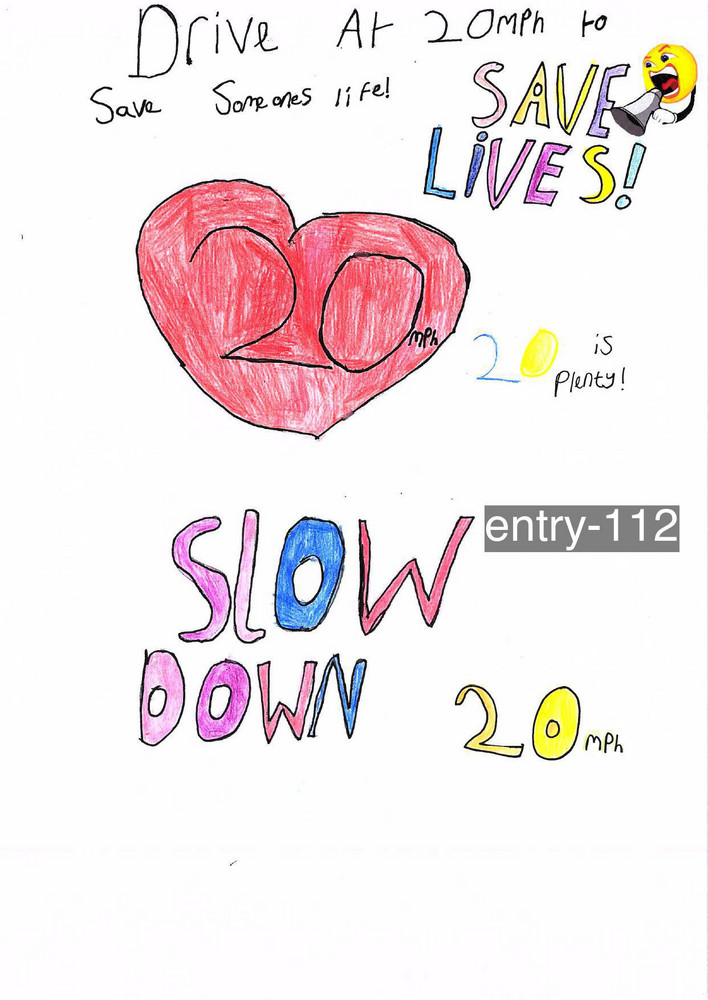 Drive At 20mph to
Save Someones life!
SAVE
LiVES!
20
mph
20 is
Plenty!
SlOW
entry-112
DOWN
20 mph